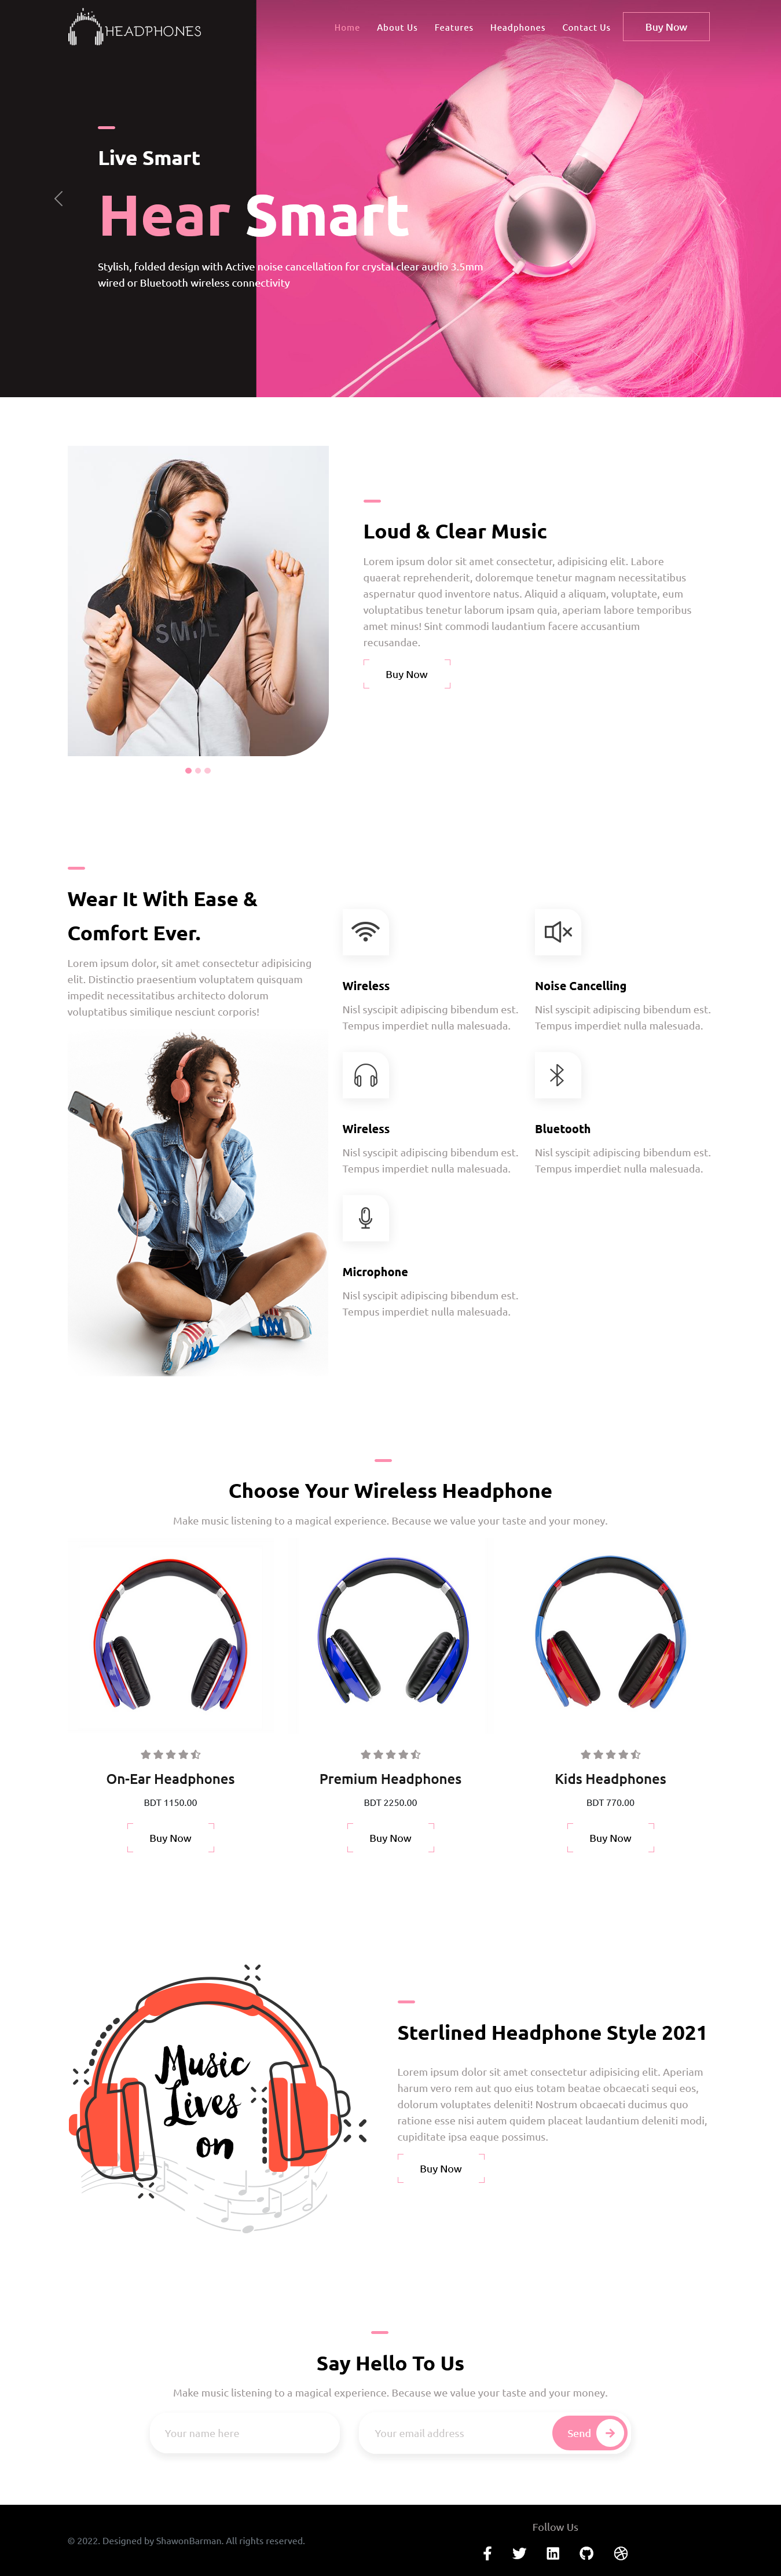 HEADPHONES
Home About Us Features Headphones Contact Us Buy Now
Live Smart
Hear Smart
Stylish, folded design with Active noise cancellation for crystal clear audio 3.5mm
wired or Bluetooth wireless connectivity
SMILE
Loud & Clear Music
Lorem ipsum dolor sit amet consectetur, adipisicing elit. Labore
quaerat reprehenderit, doloremque tenetur magnam necessitatibus
aspernatur quod inventore natus. Aliquid a aliquam, voluptate, eum
voluptatibus tenetur laborum ipsam quia, aperiam labore temporibus
amet minus! Sint commodi laudantium facere accusantium
recusandae.
Buy Now
Wear It With Ease &
Comfort Ever.
Lorem ipsum dolor, sit amet consectetur adipisicing
elit. Distinctio praesentium voluptatem quisquam
impedit necessitatibus architecto dolorum
voluptatibus similique nesciunt corporis!
Wireless
Nisl syscipit adipiscing bibendum est.
Tempus imperdiet nulla malesuada.
Noise Cancelling
Nisl syscipit adipiscing bibendum est.
Tempus imperdiet nulla malesuada.
Wireless
Nisl syscipit adipiscing bibendum est.
Tempus imperdiet nulla malesuada.
Bluetooth
Nisl syscipit adipiscing bibendum est.
Tempus imperdiet nulla malesuada.
Microphone
Nisl syscipit adipiscing bibendum est.
Tempus imperdiet nulla malesuada.
Choose Your Wireless Headphone
Make music listening to a magical experience. Because we value your taste and your money.
On-Ear Headphones
BDT 1150.00
Buy Now
Premium Headphones
BDT 2250.00
Buy Now
Kids Headphones
BDT 770.00
Buy Now
Music
Lives
on
Sterlined Headphone Style 2021
Lorem ipsum dolor sit amet consectetur adipisicing elit. Aperiam
harum vero rem aut quo eius totam beatae obcaecati sequi eos,
dolorum voluptates deleniti! Nostrum obcaecati ducimus quo
ratione esse nisi autem quidem placeat laudantium deleniti modi,
cupiditate ipsa eaque possimus.
Buy Now
Say Hello To Us
Make music listening to a magical experience. Because we value your taste and your money.
Your name here
Your email address
Send
© 2022. Designed by ShawonBarman. All rights reserved.
Follow Us